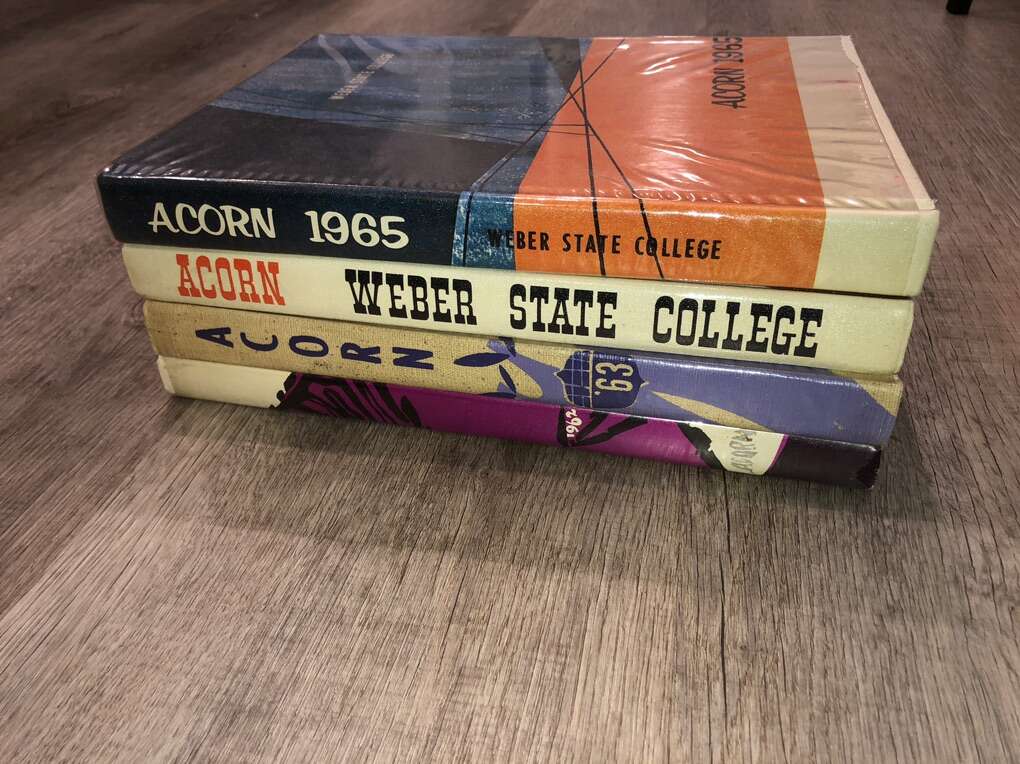 ACORN 1965
ACORN 1965 WEBER STATE COLLEGE
ACORN WEBER STATE COLLEGE
ACORN '63
1962 ACORN